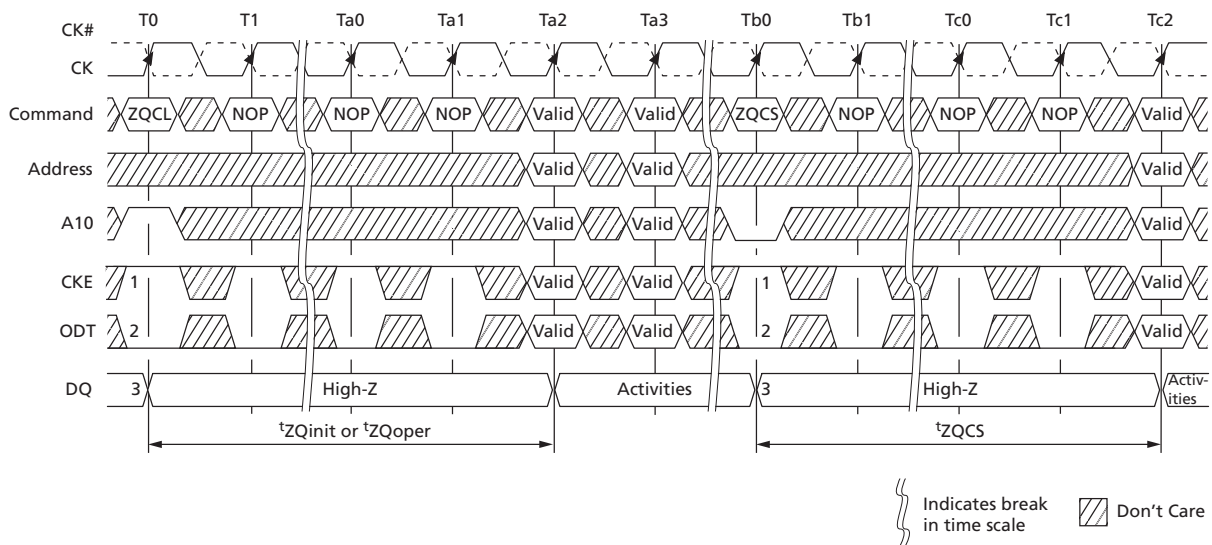 T0 T1 Ta0 Ta1 Ta2 Ta3 Tb0 Tb1 Tc0 Tc1 Tc2
CK#
CK
Command ZQCL NOP NOP NOP Valid Valid ZQCS NOP NOP NOP Valid
Address Valid Valid Valid
A10 Valid Valid Valid
CKE 1 Valid Valid 1 Valid
ODT 2 Valid Valid 2 Valid
DQ 3 High-Z Activities 3 High-Z Activ-
ities
tZQinit or tZQoper tZQCS
Indicates break
in time scale
Don't Care